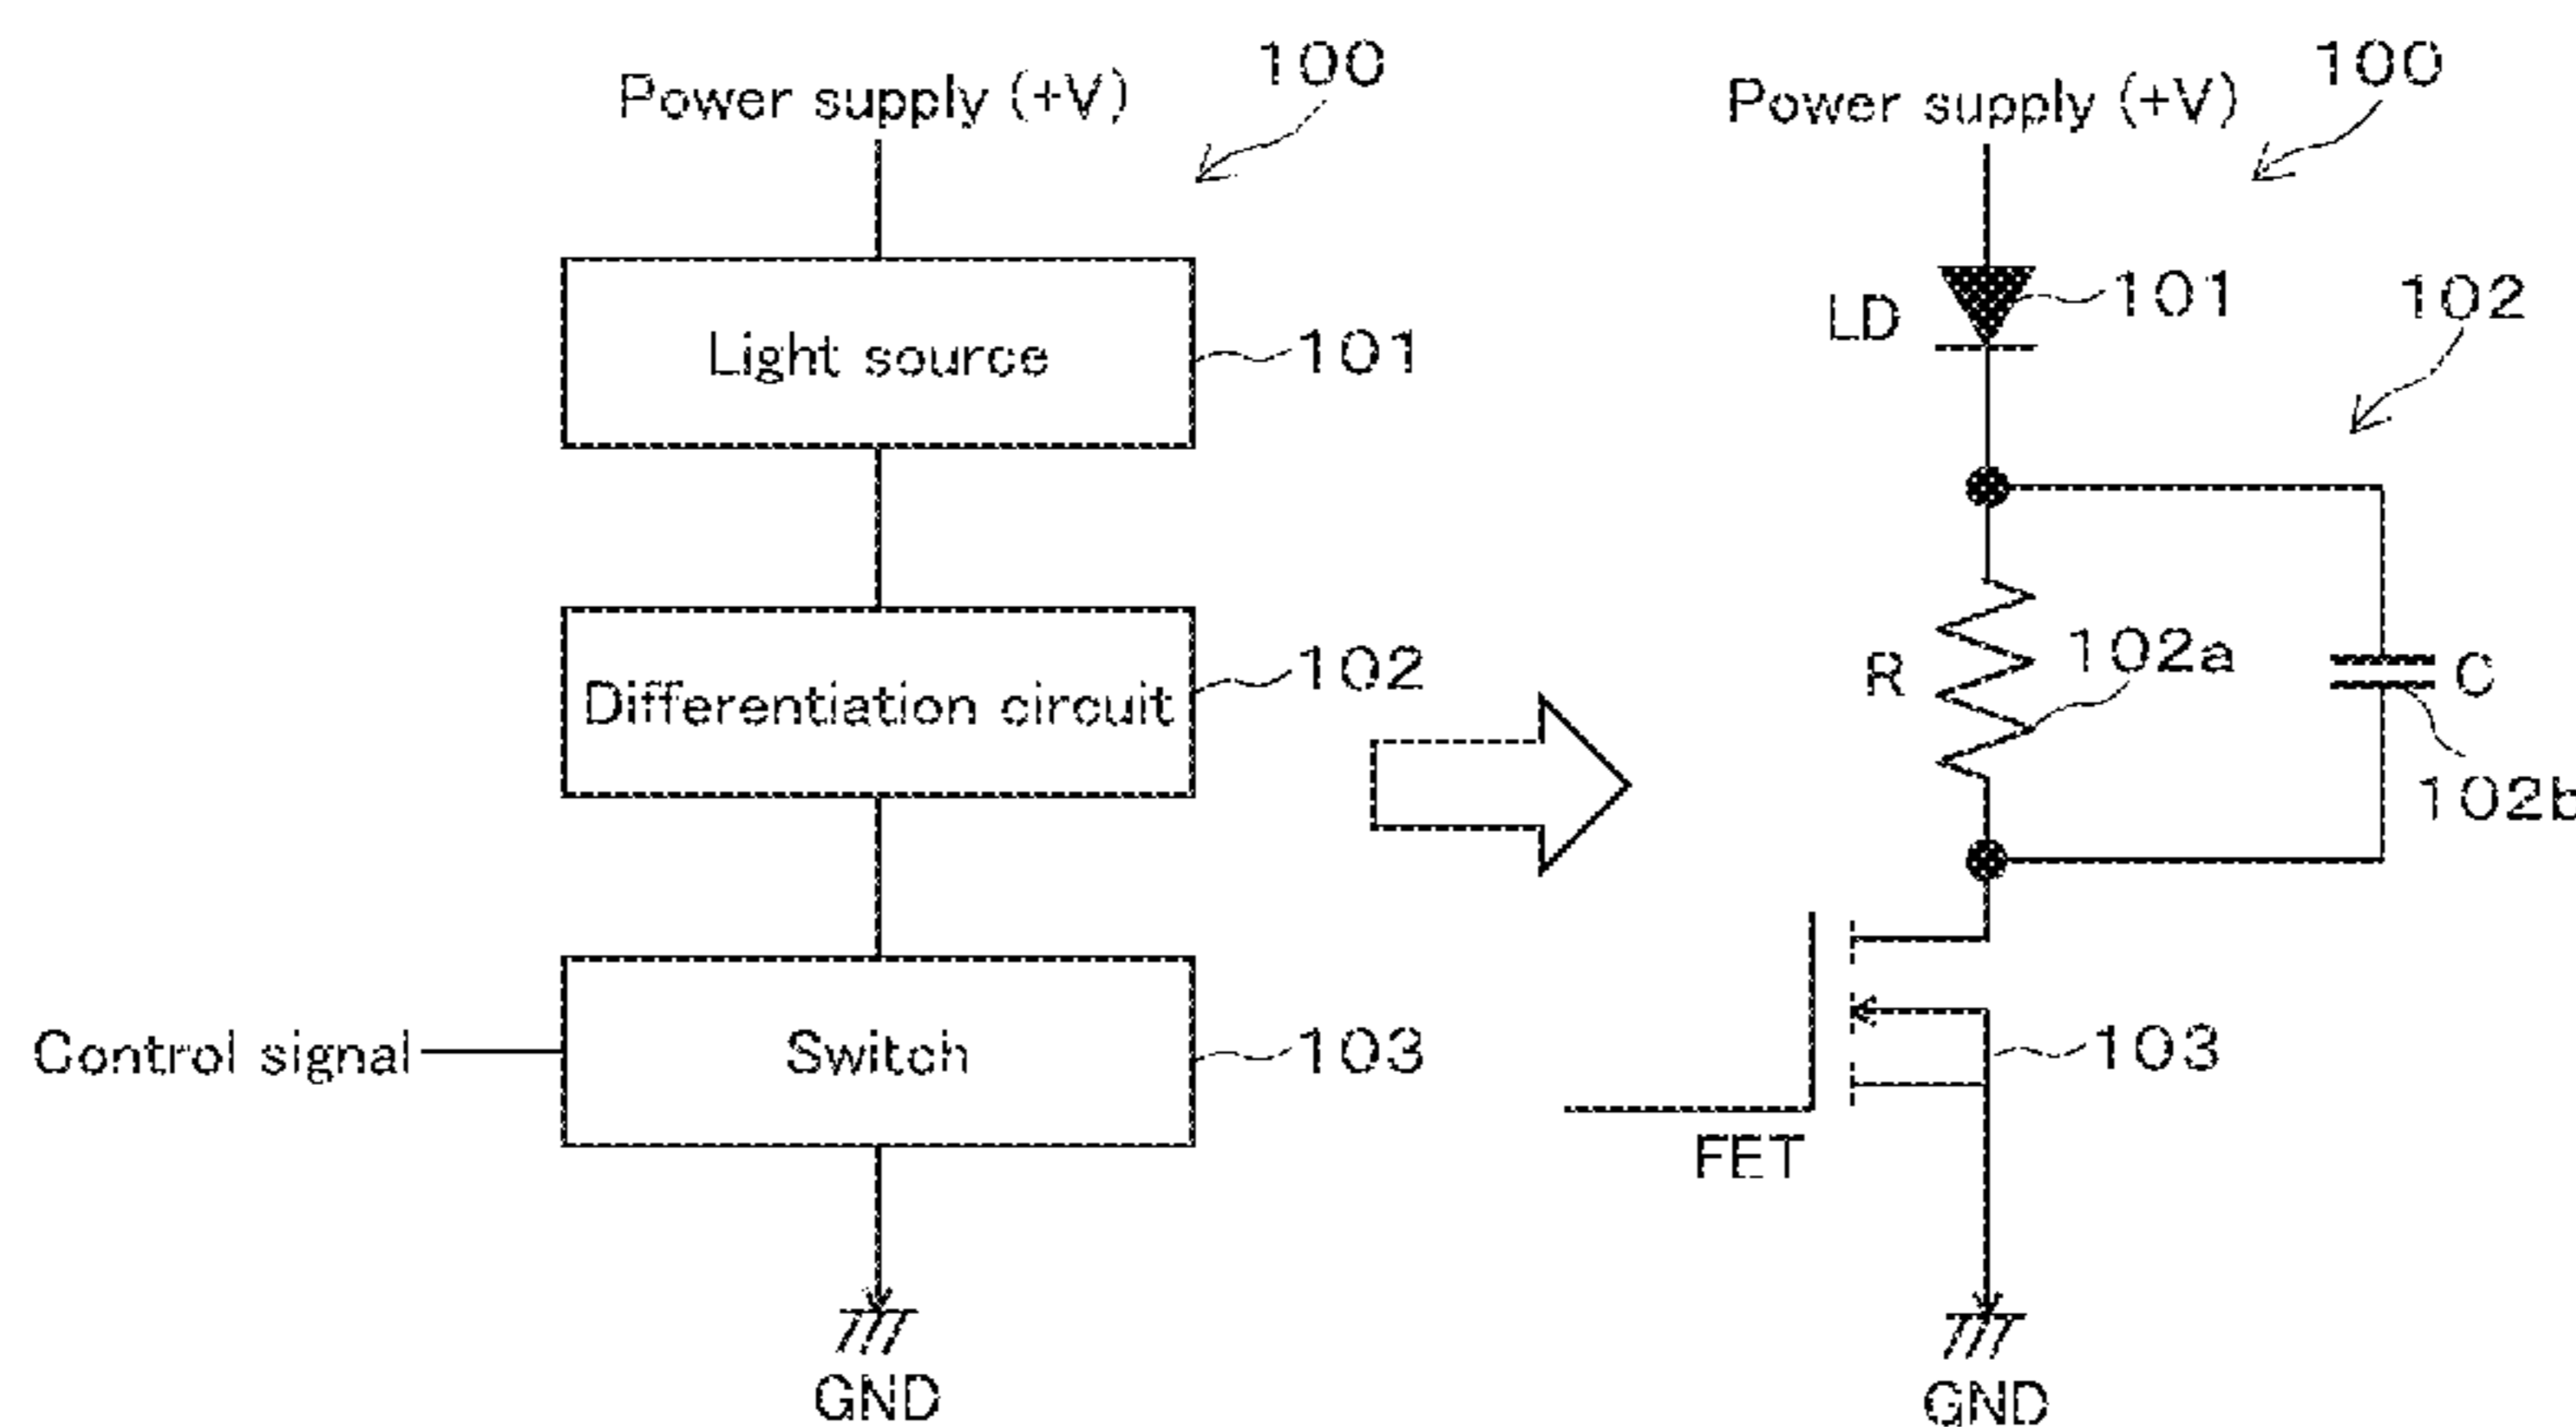 Power supply (+V)
100
Light source
101
Differentiation circuit
102
Control signal
Switch
103
GND
Power supply (+V)
100
LD
101
102
R
102a
C
102b
103
FET
GND